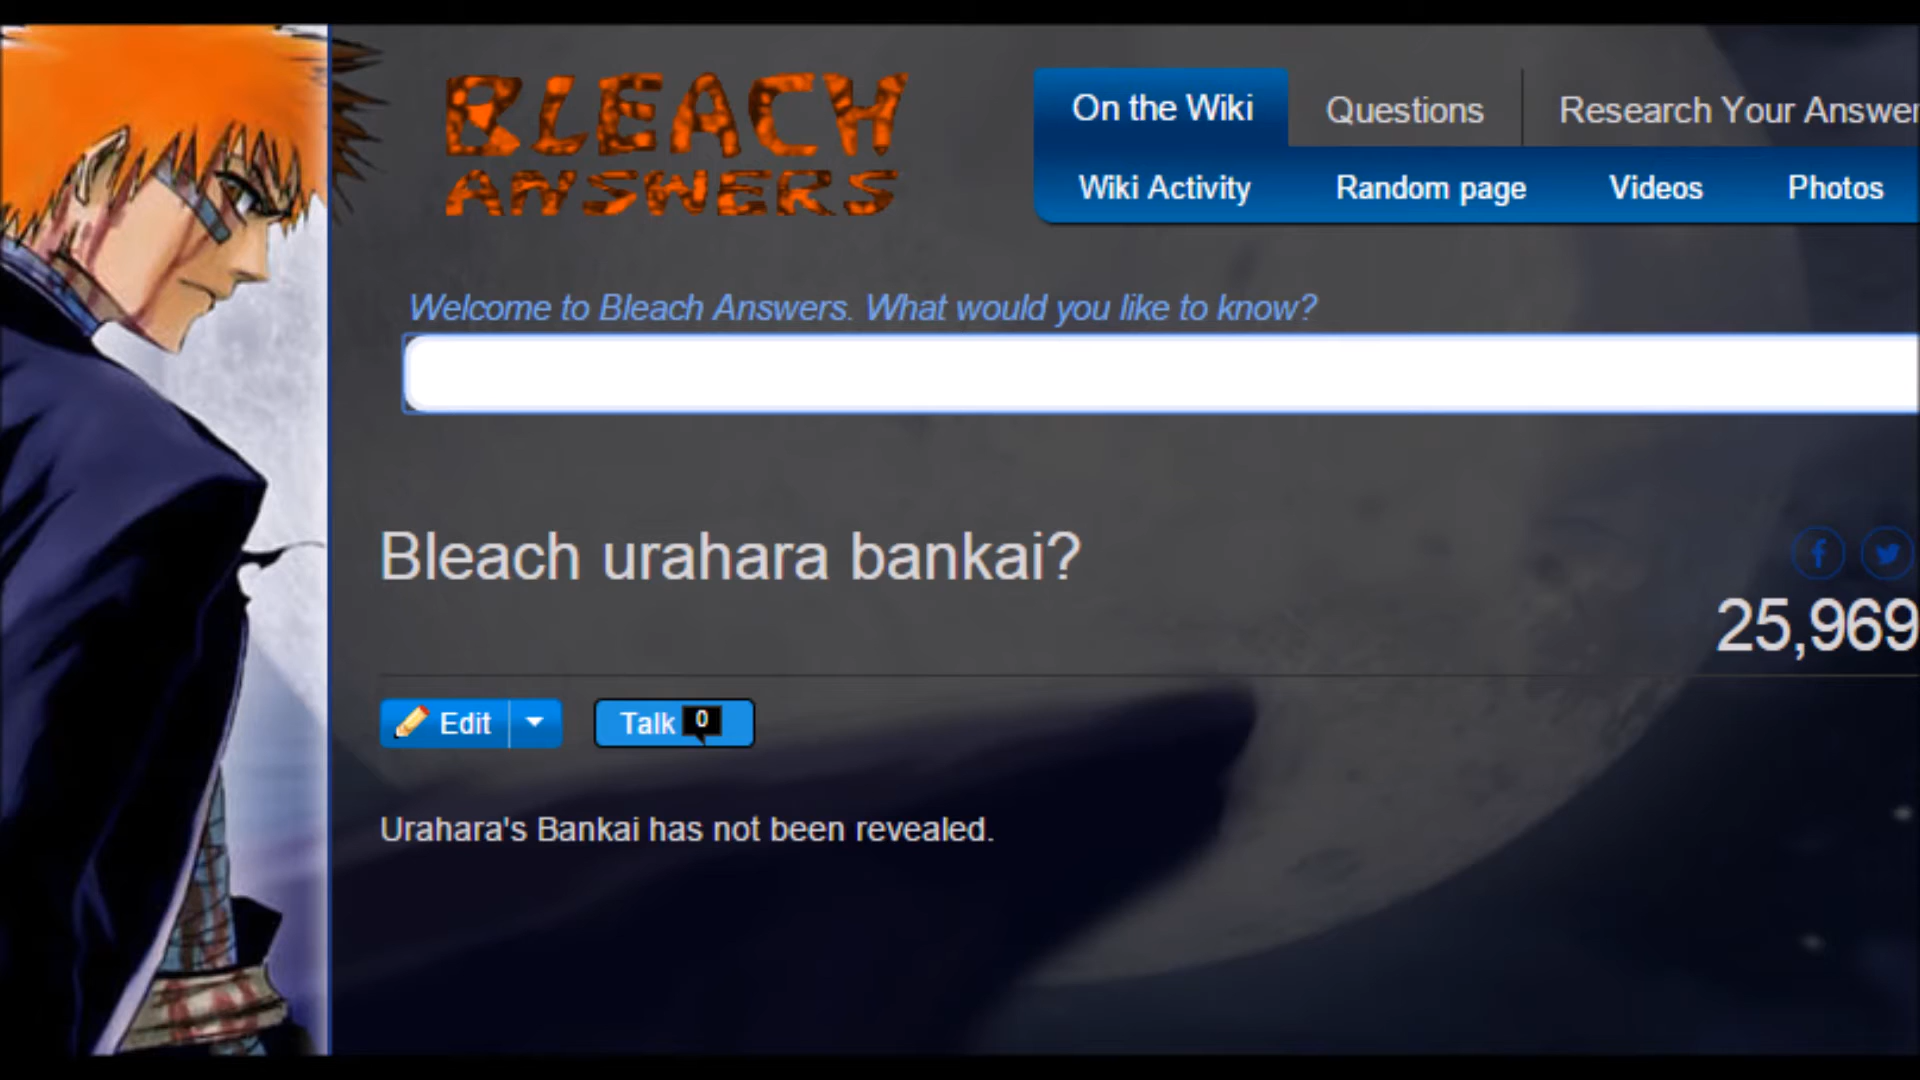 BLEACH
ANSWERS
On the Wiki
Questions
Research Your Answer
Wiki Activity
Random page
Videos
Photos
Welcome to Bleach Answers. What would you like to know?
Bleach urahara bankai?
25,969
Edit
Talk 0
Urahara's Bankai has not been revealed.